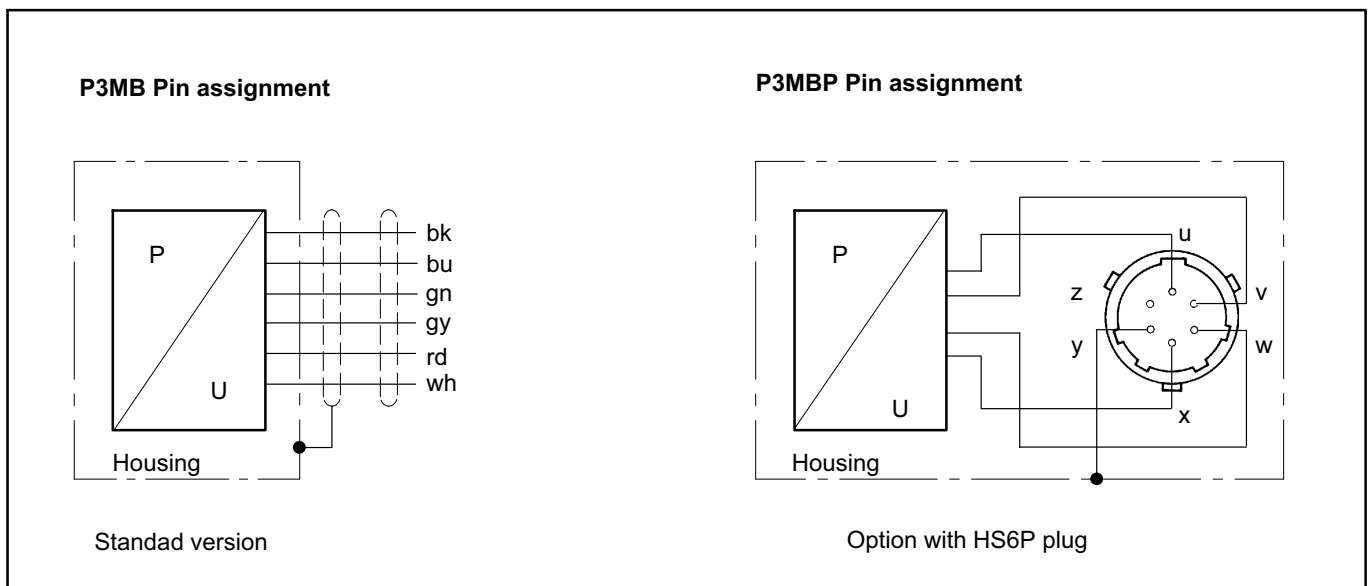 P3MB Pin assignment
P
U
bk
bu
gn
gy
rd
wh
Housing
Standad version
P3MBP Pin assignment
P
U
u
z
v
y
w
x
Housing
Option with HS6P plug